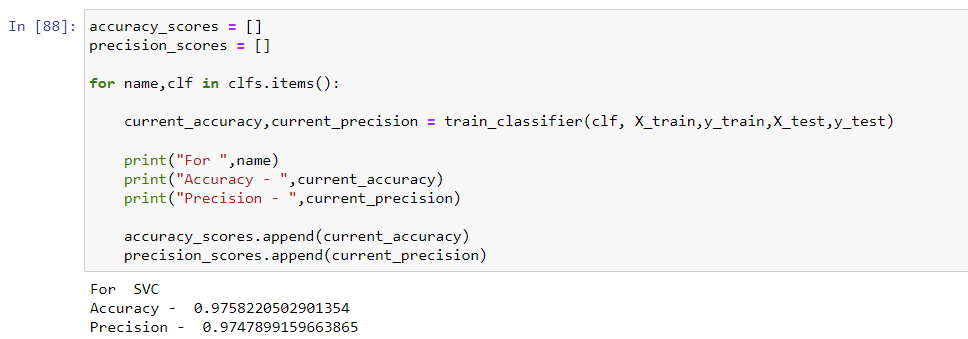 In [88]: accuracy_scores = []
precision_scores = []
for name,clf in clfs.items():
current_accuracy,current_precision = train_classifier(clf, X_train,y_train,X_test,y_test)
print("For ",name)
print("Accuracy - ",current_accuracy)
print("Precision - ",current_precision)
accuracy_scores.append(current_accuracy)
precision_scores.append(current_precision)
For  SVC
Accuracy -  0.9758220502901354
Precision -  0.9747899159663865